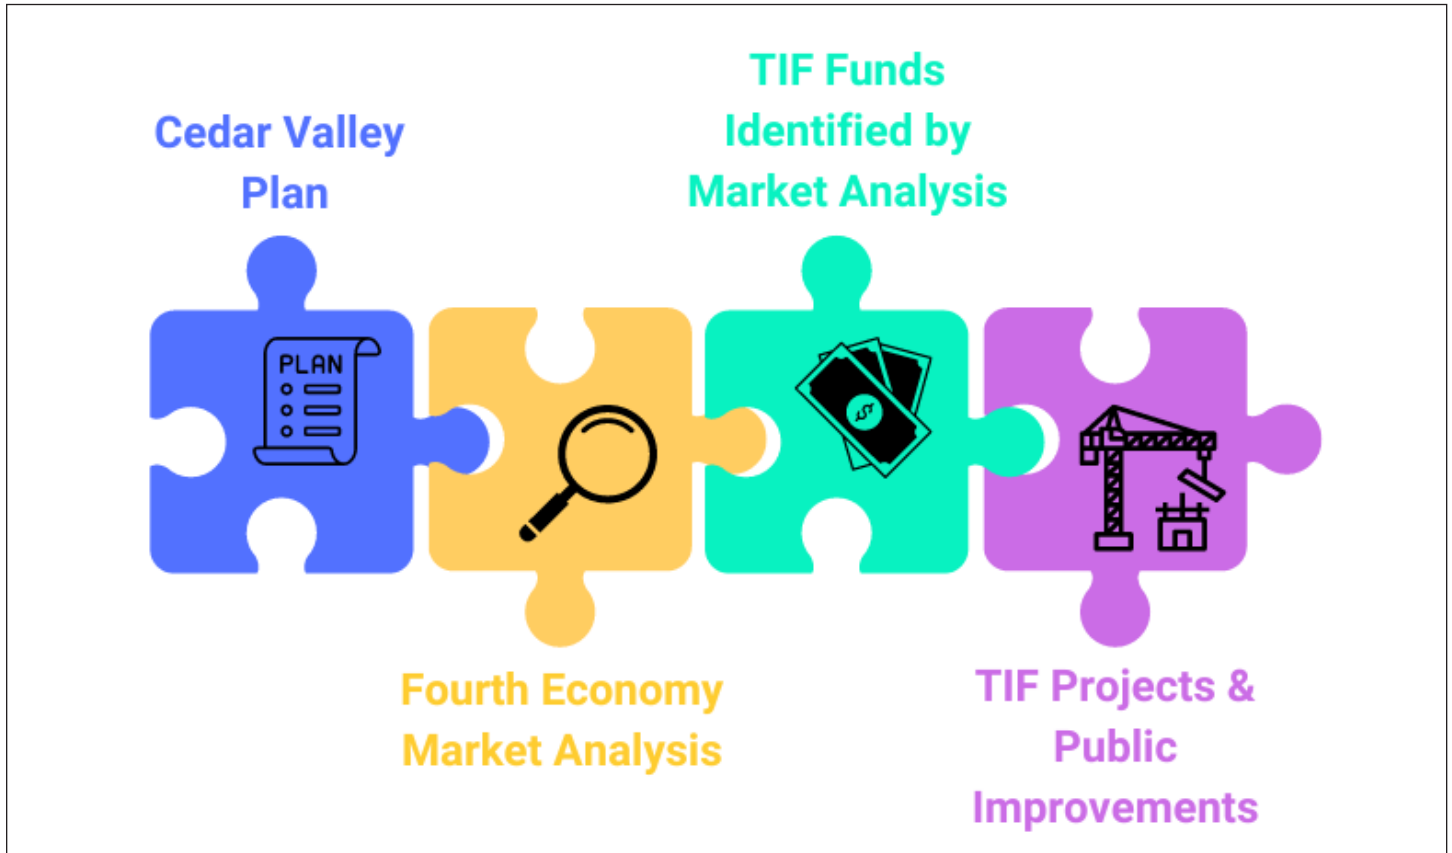 Cedar Valley
Plan
TIF Funds
Identified by
Market Analysis
PLAN
$
Fourth Economy
Market Analysis
TIF Projects &
Public
Improvements